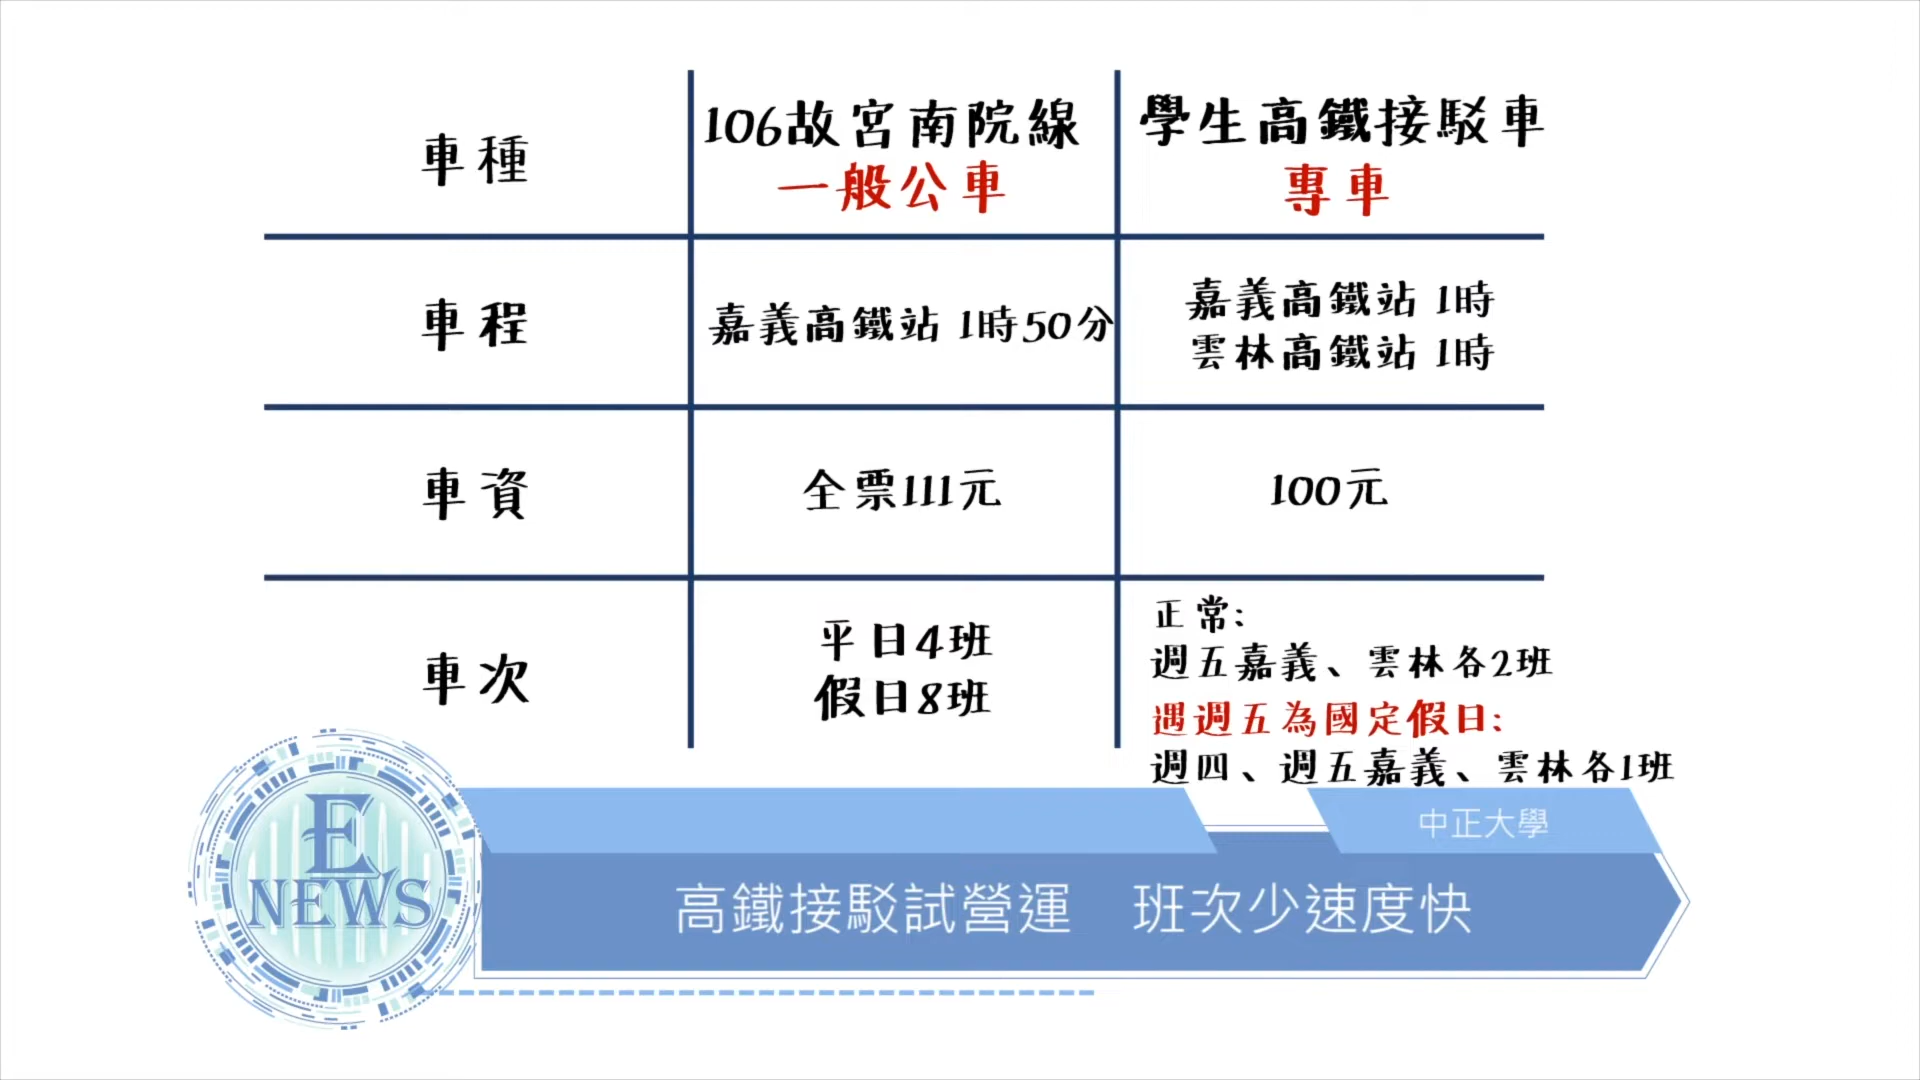 車種
106故宮南院線
一般公車
學生高鐵接駁車
專車
車程
嘉義高鐵站 1時50分
嘉義高鐵站 1時
雲林高鐵站 1時
車資
全票111元
100元
車次
平日4班
假日8班
正常:
週五嘉義、雲林各2班
遇週五為國定假日:
週四、週五嘉義、雲林各1班
E
NEWS
中正大學
高鐵接駁試營運 班次少速度快